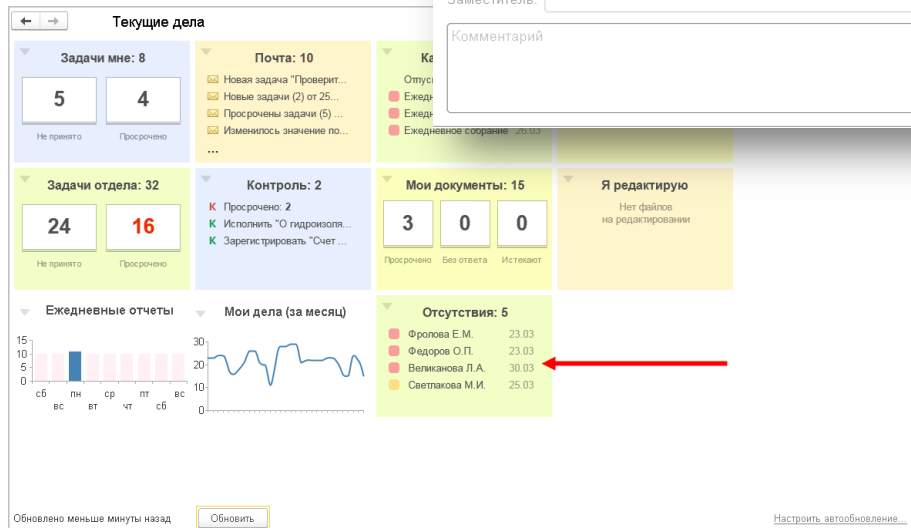 Заместитель:
Комментарий
Текущие дела
Задачи мне: 8
5
4
Не принято
Просрочено
Почта: 10
Новая задача "Проверит...
Новые задачи (2) от 25...
Просрочены задачи (5) ...
Изменилось значение по...
...
Ежедневное собрание 26.03
Задачи отдела: 32
24
16
Не принято
Просрочено
Контроль: 2
К Просрочено: 2
К Исполнить "О гидроизоля...
К Зарегистрировать "Счет ...
Мои документы: 15
3
0
0
Просрочено
Без ответа
Истекают
Я редактирую
Нет файлов
на редактировании
Ежедневные отчеты
15
10
5
0
сб вс пн вт ср чт пт сб вс
Мои дела (за месяц)
30
20
10
0
Отсутствия: 5
Фролова Е.М. 23.03
Федоров О.П. 23.03
Великанова Л.А. 30.03
Светлакова М.И. 25.03
Обновлено меньше минуты назад
Обновить
Настроить автообновление...